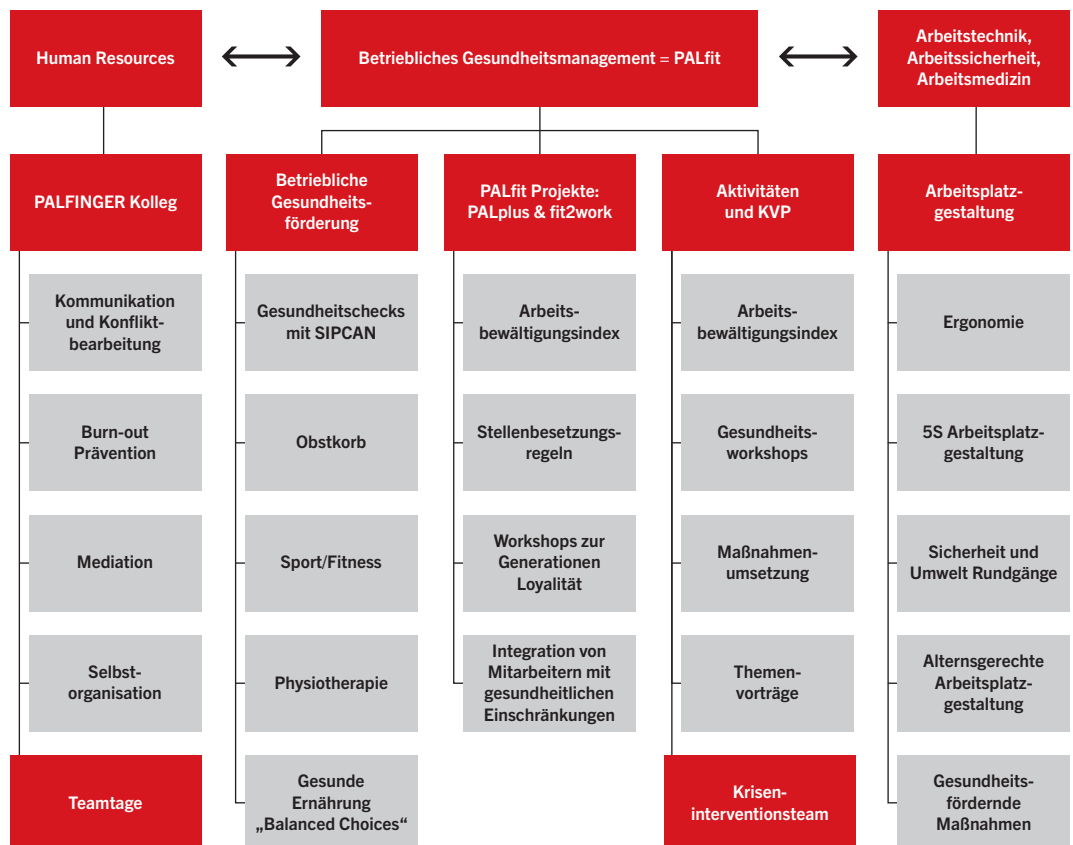 Human Resources
Betriebliches Gesundheitsmanagement = PALfit
Arbeitstechnik,
Arbeitssicherheit,
Arbeitsmedizin
PALFINGER Kolleg
Kommunikation
und Konflikt-
bearbeitung
Burn-out
Prävention
Mediation
Selbst-
organisation
Teamtage
Betriebliche
Gesundheits-
förderung
Gesundheitschecks
mit SIPCAN
Obstkorb
Sport/Fitness
Physiotherapie
Gesunde
Ernährung
„Balanced Choices“
PALfit Projekte:
PALplus & fit2work
Arbeits-
bewältigungsindex
Stellenbesetzungs-
regeln
Workshops zur
Generationen
Loyalität
Integration von
Mitarbeitern mit
gesundheitlichen
Einschränkungen
Aktivitäten
und KVP
Arbeits-
bewältigungsindex
Gesundheits-
workshops
Maßnahmen-
umsetzung
Themen-
vorträge
Krisen-
interventionsteam
Arbeitsplatz-
gestaltung
Ergonomie
5S Arbeitsplatz-
gestaltung
Sicherheit und
Umwelt Rundgänge
Alternsgerechte
Arbeitsplatz-
gestaltung
Gesundheits-
fördernde
Maßnahmen